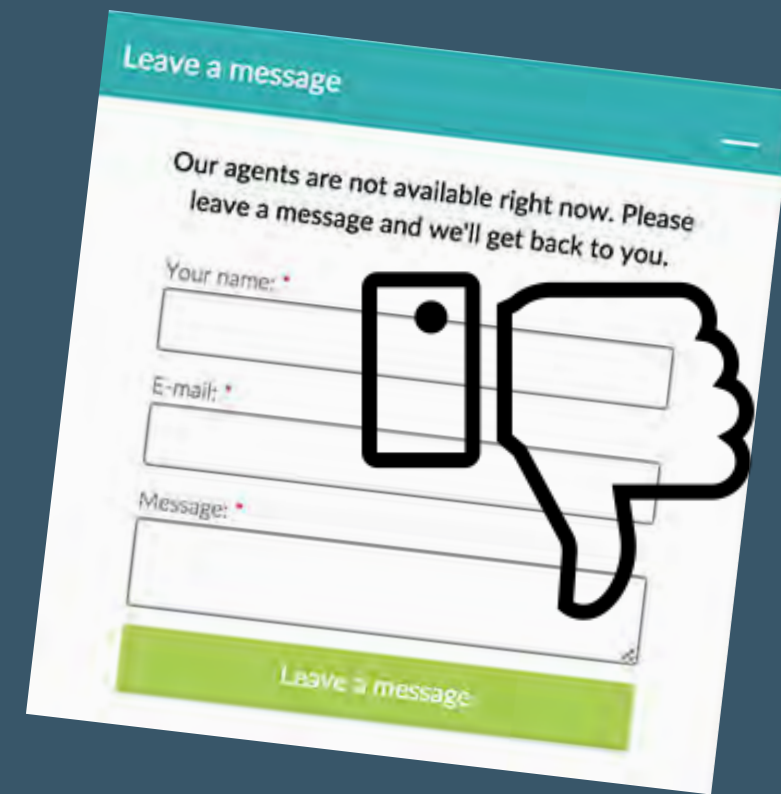 Leave a message
Our agents are not available right now. Please
leave a message and we'll get back to you.
Your name: *
E-mail: *
Message: *
Leave a message